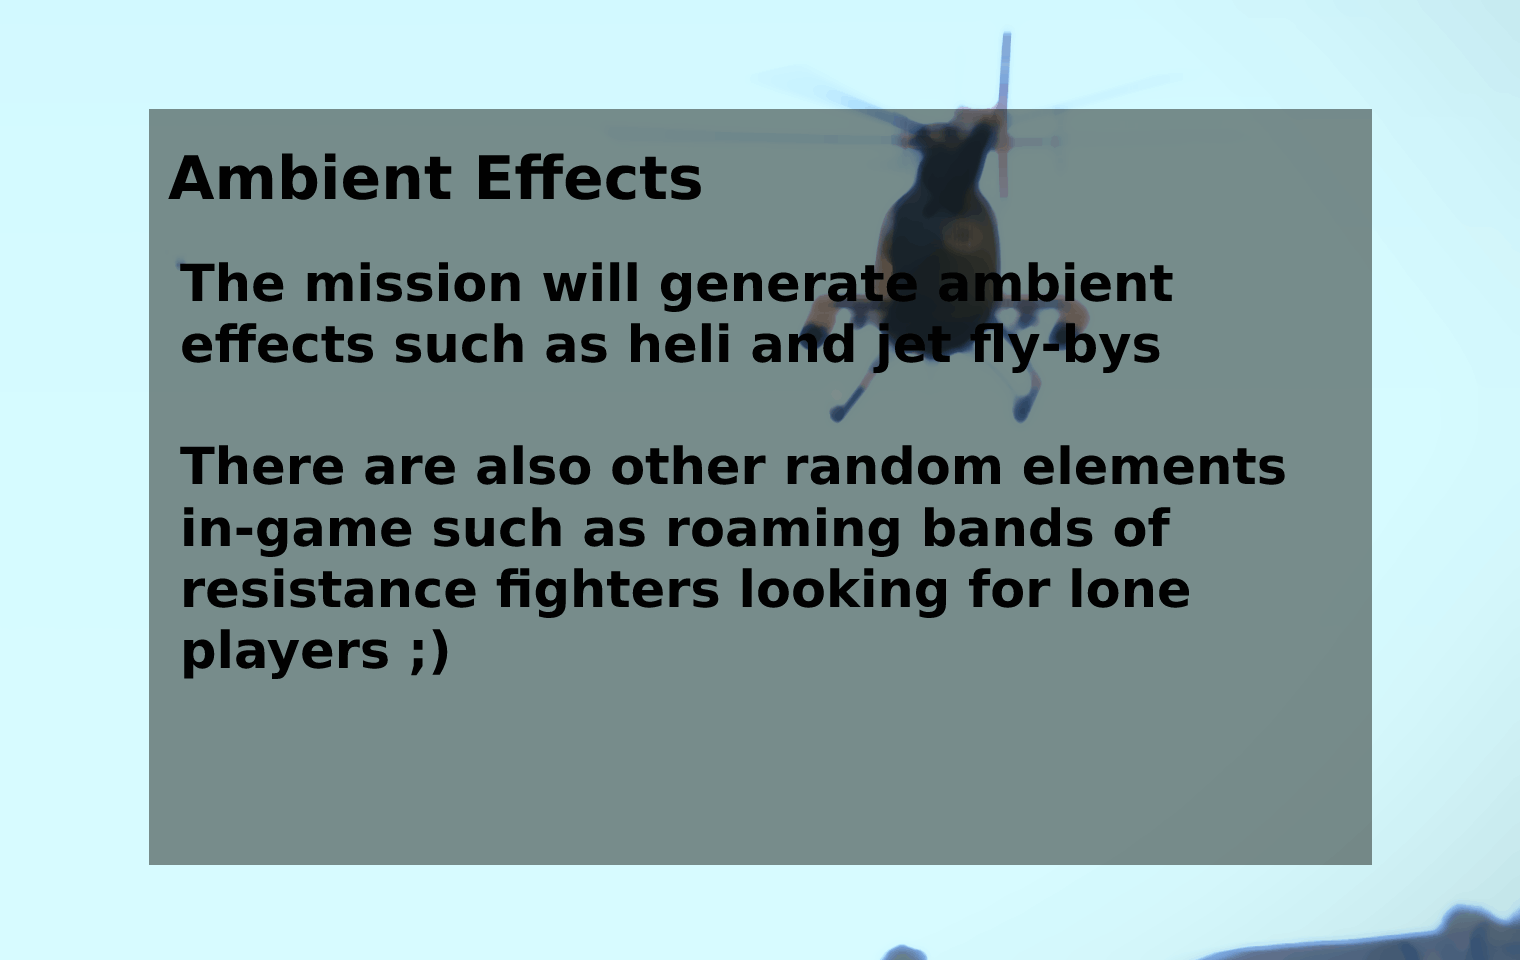 Ambient Effects
The mission will generate ambient
effects such as heli and jet fly-bys
There are also other random elements
in-game such as roaming bands of
resistance fighters looking for lone
players ;)